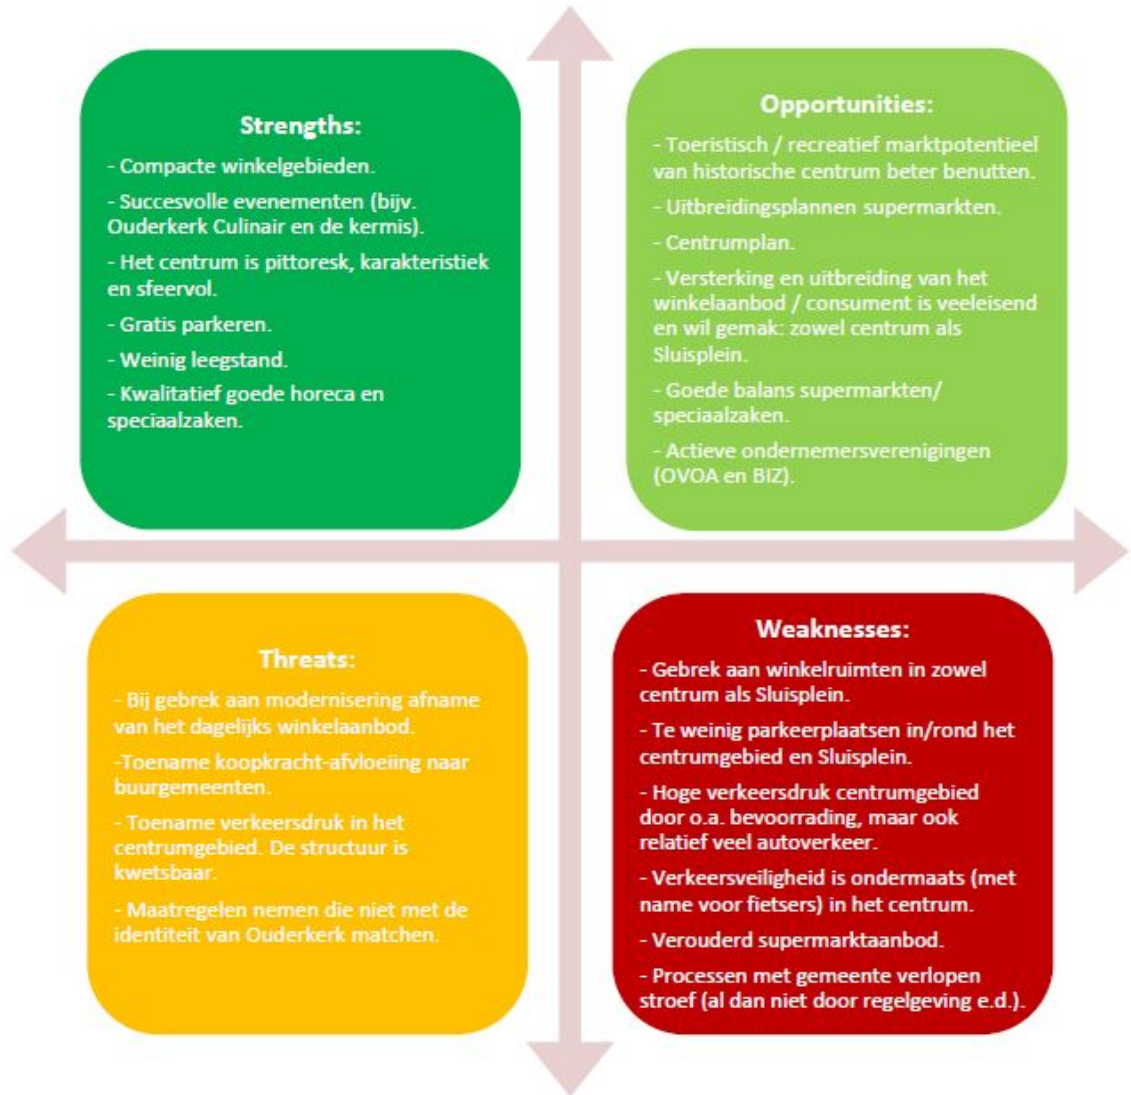 Strengths:
- Compacte winkelgebieden.
- Succesvolle evenementen (bijv.
Ouderkerk Culinair en de kermis).
- Het centrum is pittoresk, karakteristiek
en sfeervol.
- Gratis parkeren.
- Weinig leegstand.
- Kwalitatief goede horeca en
speciaalzaken.
Opportunities:
- Toeristisch / recreatief marktpotentieel
van historische centrum beter benutten.
- Uitbreidingsplannen supermarkten.
- Centrumplan.
- Versterking en uitbreiding van het
winkelaanbod / consument is veeleisend
en wil gemak: zowel centrum als
Sluisplein.
- Goede balans supermarkten/
speciaalzaken.
- Actieve ondernemersverenigingen
(OVOA en BIZ).
Threats:
- Bij gebrek aan modernisering afname
van het dagelijks winkelaanbod.
-Toename koopkracht-afvloeiing naar
buurgemeenten.
- Toename verkeersdruk in het
centrumgebied. De structuur is
kwetsbaar.
- Maatregelen nemen die niet met de
identiteit van Ouderkerk matchen.
Weaknesses:
- Gebrek aan winkelruimten in zowel
centrum als Sluisplein.
- Te weinig parkeerplaatsen in/rond het
centrumgebied en Sluisplein.
- Hoge verkeersdruk centrumgebied
door o.a. bevoorrading, maar ook
relatief veel autoverkeer.
- Verkeersveiligheid is ondermaats (met
name voor fietsers) in het centrum.
- Verouderd supermarktaanbod.
- Processen met gemeente verlopen
stroef (al dan niet door regelgeving e.d.).